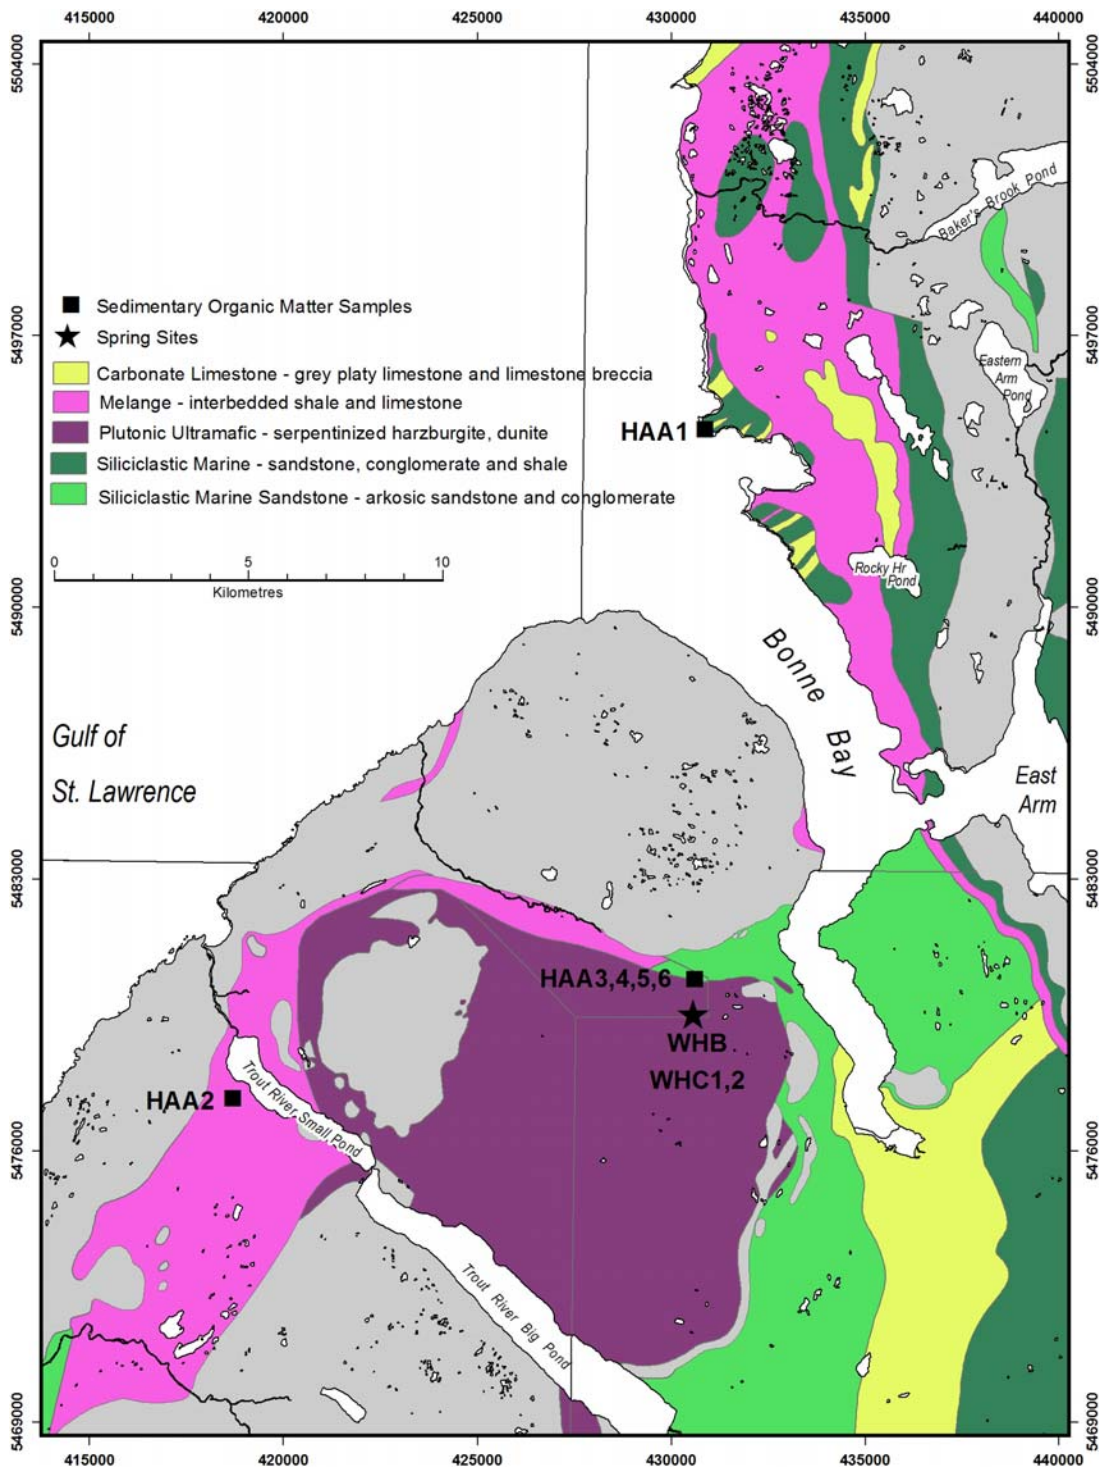 415000 420000 425000 430000 435000 440000
5504000 5504000
Baker's Brook Pond
Sedimentary Organic Matter Samples
Spring Sites
5497000 5497000
Carbonate Limestone - grey platy limestone and limestone breccia
Melange - interbedded shale and limestone
Plutonic Ultramafic - serpentinized harzburgite, dunite
Siliciclastic Marine - sandstone, conglomerate and shale
Siliciclastic Marine Sandstone - arkosic sandstone and conglomerate
Eastern
Arm
Pond
HAA1
0 5 10
Kilometres
Rocky Hr
Pond
5490000 5490000
Bonne Bay
Gulf of
St. Lawrence
East
Arm
5483000 5483000
HAA3,4,5,6
WHB
WHC1,2
HAA2
Trout River Small Pond
5476000 5476000
Trout River Big Pond
5469000 5469000
415000 420000 425000 430000 435000 440000